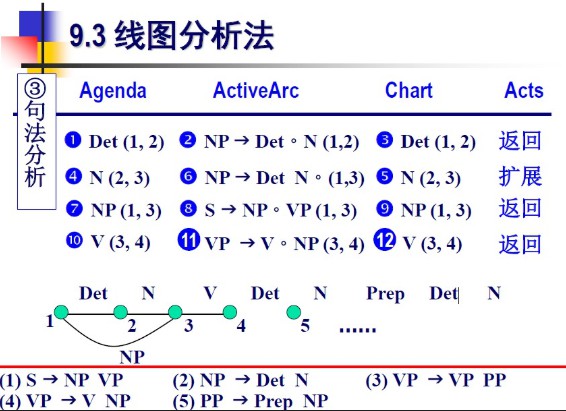 9.3 线图分析法
③句法分析
Agenda ActiveArc Chart Acts
❶ Det (1, 2) ❷ NP → Det ∘ N (1,2) ❸ Det (1, 2) 返回
❹ N (2, 3) ❻ NP → Det N ∘ (1,3) ❺ N (2, 3) 扩展
❼ NP (1, 3) ❽ S → NP ∘ VP (1, 3) ❾ NP (1, 3) 返回
❿ V (3, 4) ⓫ VP → V ∘ NP (3, 4) ⓬ V (3, 4) 返回
Det N V Det N Prep Det N
1 2 3 4 5 ……
NP
(1) S → NP VP (2) NP → Det N (3) VP → VP PP
(4) VP → V NP (5) PP → Prep NP